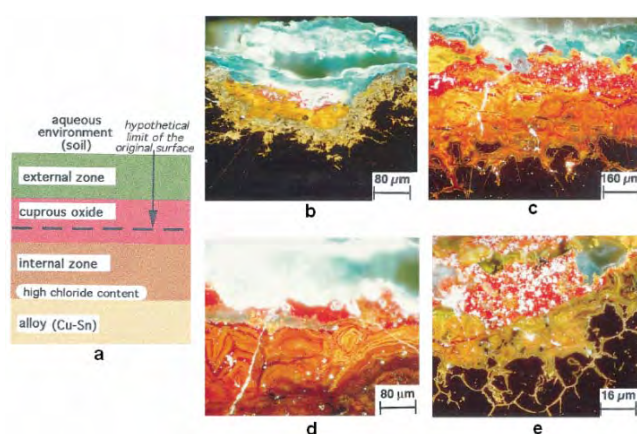 aqueous
environment
(soil)
hypothetical
limit of the
original surface
external zone
cuprous oxide
internal zone
high chloride content
alloy (Cu-Sn)
a
80 µm
b
160 µm
c
80 µm
d
16 µm
e